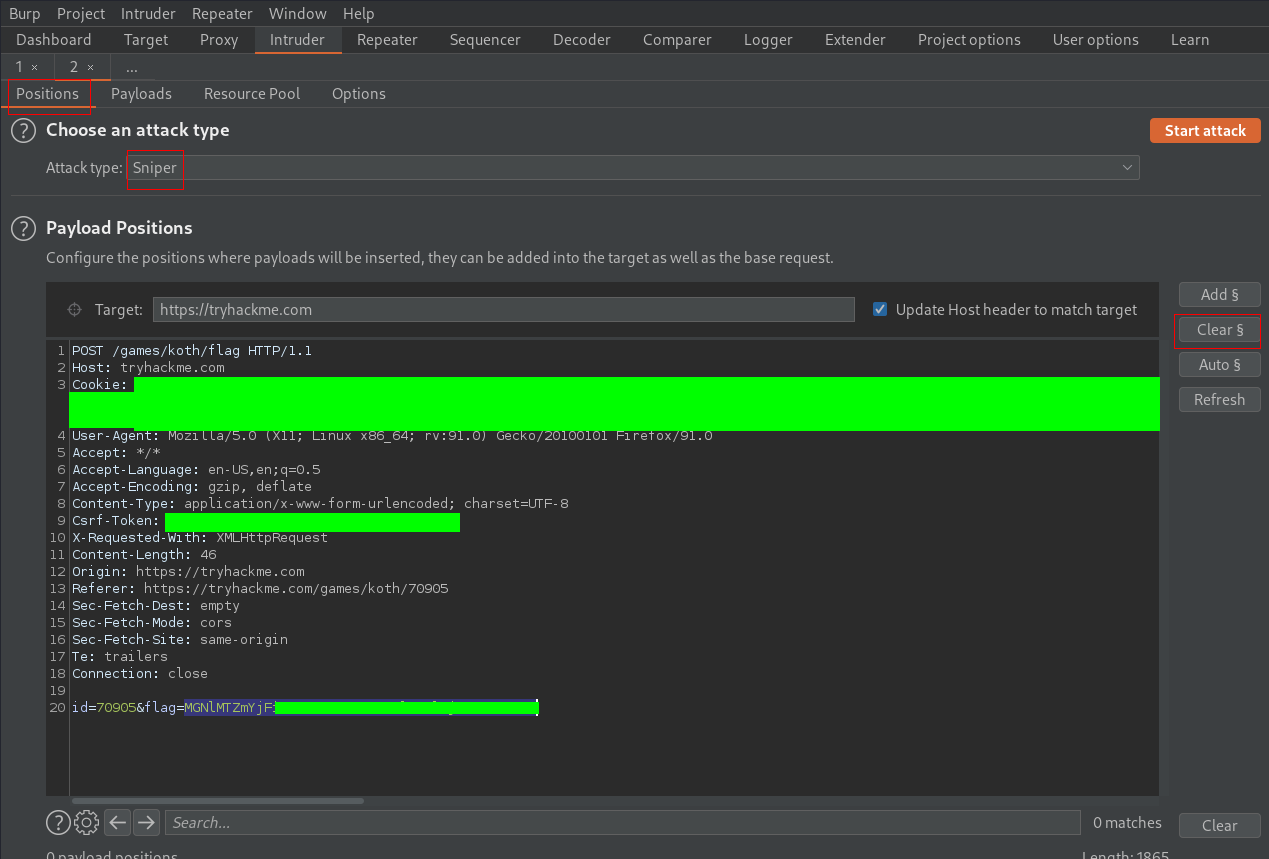 Burp Project Intruder Repeater Window Help
Dashboard Target Proxy Intruder Repeater Sequencer Decoder Comparer Logger Extender Project options User options Learn
1 × 2 × ...
Positions Payloads Resource Pool Options
? Choose an attack type
Start attack
Attack type: Sniper
? Payload Positions
Configure the positions where payloads will be inserted, they can be added into the target as well as the base request.
Add §
Target: https://tryhackme.com Update Host header to match target
Clear §
Auto §
Refresh
1 POST /games/koth/flag HTTP/1.1
2 Host: tryhackme.com
3 Cookie:
4 User-Agent: Mozilla/5.0 (X11; Linux x86_64; rv:91.0) Gecko/20100101 Firefox/91.0
5 Accept: */*
6 Accept-Language: en-US,en;q=0.5
7 Accept-Encoding: gzip, deflate
8 Content-Type: application/x-www-form-urlencoded; charset=UTF-8
9 Csrf-Token:
10 X-Requested-With: XMLHttpRequest
11 Content-Length: 46
12 Origin: https://tryhackme.com
13 Referer: https://tryhackme.com/games/koth/70905
14 Sec-Fetch-Dest: empty
15 Sec-Fetch-Mode: cors
16 Sec-Fetch-Site: same-origin
17 Te: trailers
18 Connection: close
19
20 id=70905&flag=MGNlMTZmYjF
? Search... 0 matches Clear
0 payload positions Length: 1865